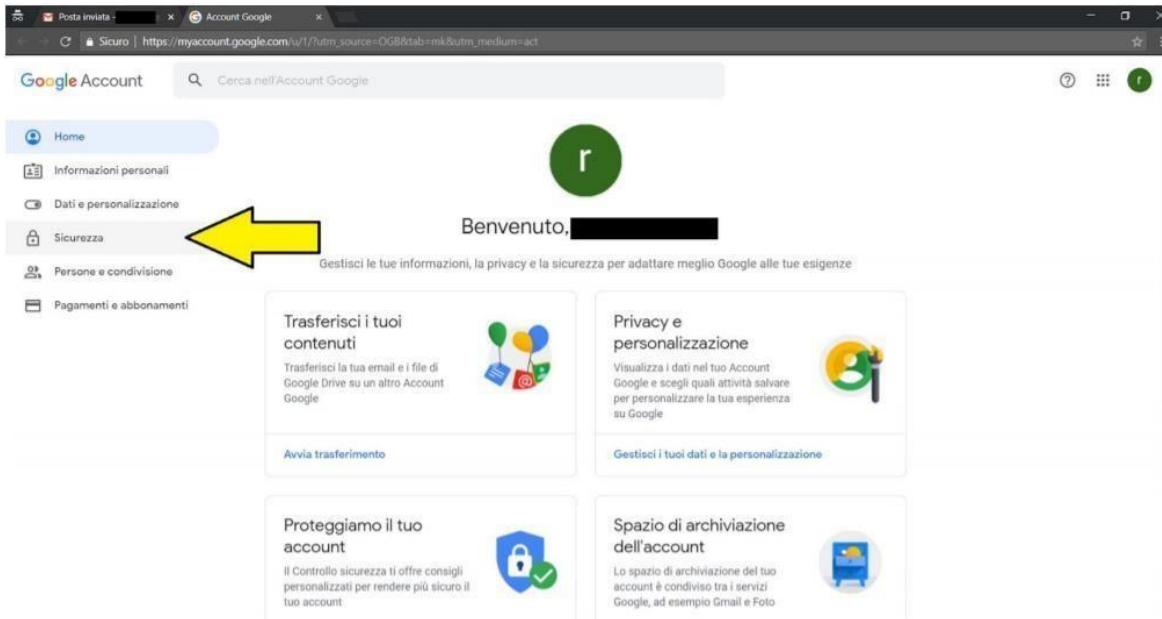 Posta inviata -
Account Google
Sicuro | https://myaccount.google.com/u/1/?utm_source=OGB&tab=mk&utm_medium=act
Google Account
Cerca nell'Account Google
r
Home
Informazioni personali
Dati e personalizzazione
Sicurezza
Persone e condivisione
Pagamenti e abbonamenti
r
Benvenuto,
Gestisci le tue informazioni, la privacy e la sicurezza per adattare meglio Google alle tue esigenze
Trasferisci i tuoi
contenuti
Trasferisci la tua email e i file di
Google Drive su un altro Account
Google
Avvia trasferimento
Privacy e
personalizzazione
Visualizza i dati nel tuo Account
Google e scegli quali attività salvare
per personalizzare la tua esperienza
su Google
Gestisci i tuoi dati e la personalizzazione
Proteggiamo il tuo
account
Il Controllo sicurezza ti offre consigli
personalizzati per rendere più sicuro il
tuo account
Spazio di archiviazione
dell'account
Lo spazio di archiviazione del tuo
account è condiviso tra i servizi
Google, ad esempio Gmail e Foto